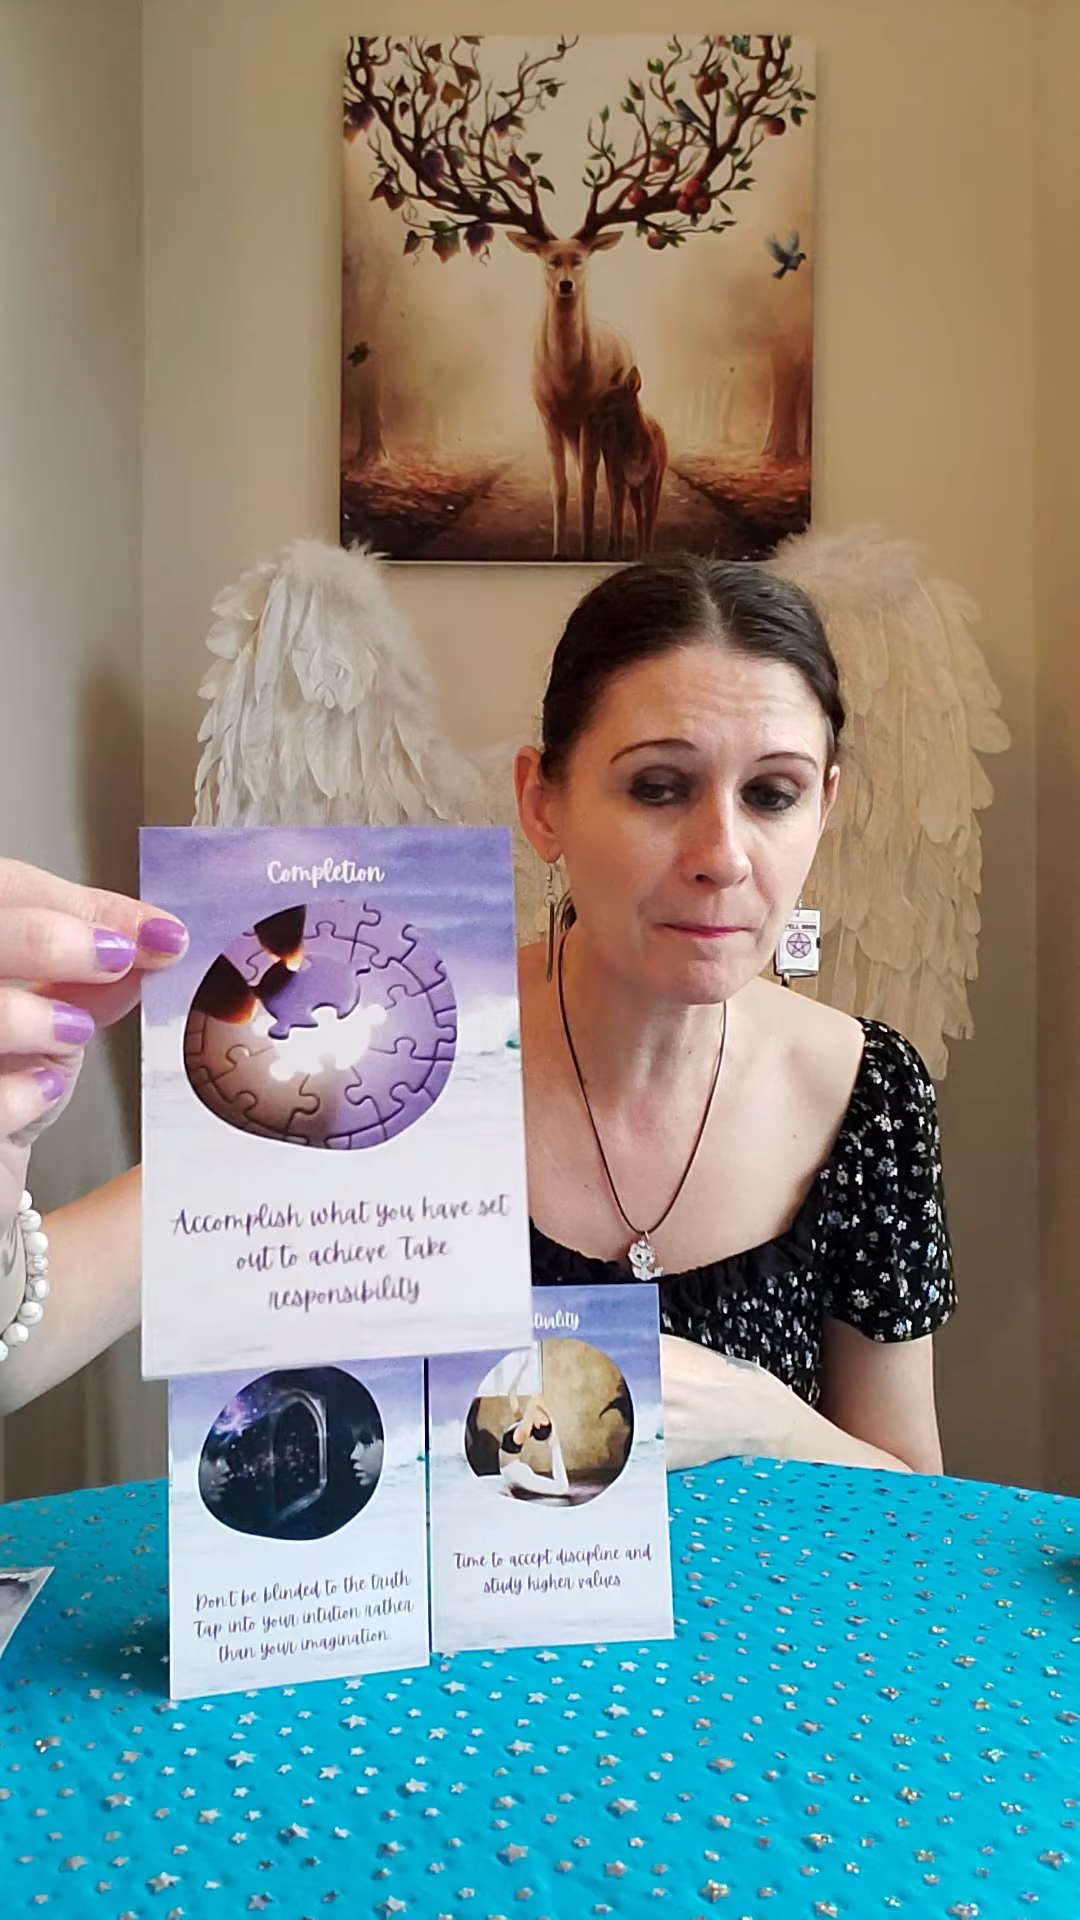 Completion
Accomplish what you have set
out to achieve Take
responsibility
Don't be blinded to the truth
Tap into your intution rather
than your imagination
Time to accept discipline and
study higher values